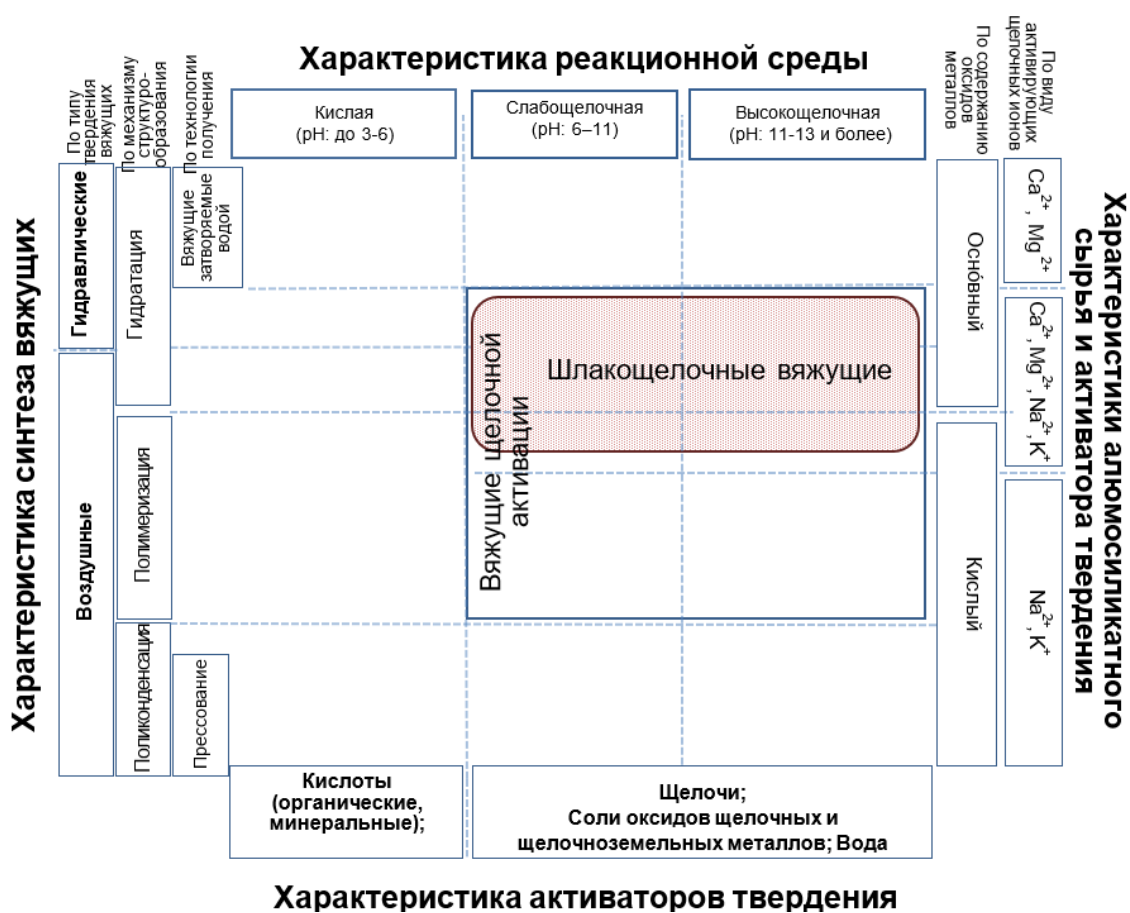 Характеристика реакционной среды
По типу
твердения
вяжущих
По механизму
структуро-
образования
По технологии
получения
Кислая
(pH: до 3-6)
Слабощелочная
(pH: 6–11)
Высокощелочная
(pH: 11-13 и более)
По содержанию
оксидов
металлов
По виду
активирующих
щелочных ионов
Характеристика синтеза вяжущих
Гидравлические
Воздушные
Гидратация
Полимеризация
Поликонденсация
Вяжущие
затворяемые
водой
Прессование
Вяжущие щелочной
активации
Шлакощелочные вяжущие
Осно́вный
Кислый
Ca²⁺, Mg²⁺
Ca²⁺, Mg²⁺, Na²⁺, K⁺
Na²⁺, K⁺
Характеристики алюмосиликатного
сырья и активатора твердения
Кислоты
(органические,
минеральные);
Щелочи;
Соли оксидов щелочных и
щелочноземельных металлов; Вода
Характеристика активаторов твердения